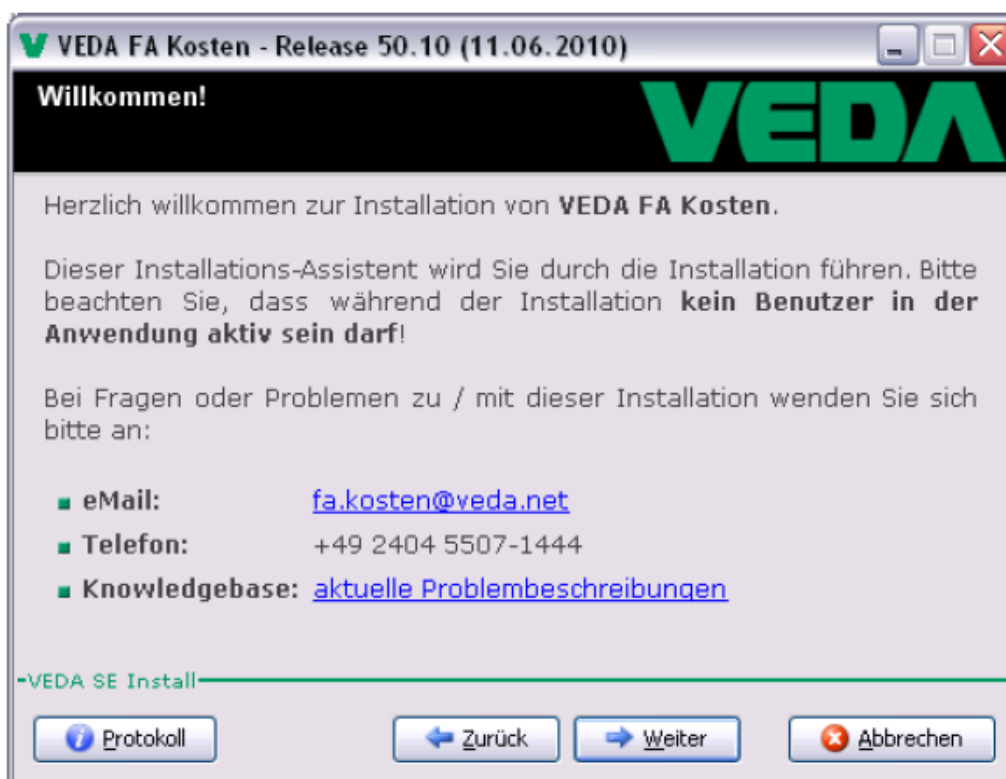 VEDA FA Kosten - Release 50.10 (11.06.2010)
Willkommen!
VEDA
Herzlich willkommen zur Installation von VEDA FA Kosten.
Dieser Installations-Assistent wird Sie durch die Installation führen. Bitte
beachten Sie, dass während der Installation kein Benutzer in der
Anwendung aktiv sein darf!
Bei Fragen oder Problemen zu / mit dieser Installation wenden Sie sich
bitte an:
eMail: fa.kosten@veda.net
Telefon: +49 2404 5507-1444
Knowledgebase: aktuelle Problembeschreibungen
VEDA SE Install
Protokoll Zurück Weiter Abbrechen